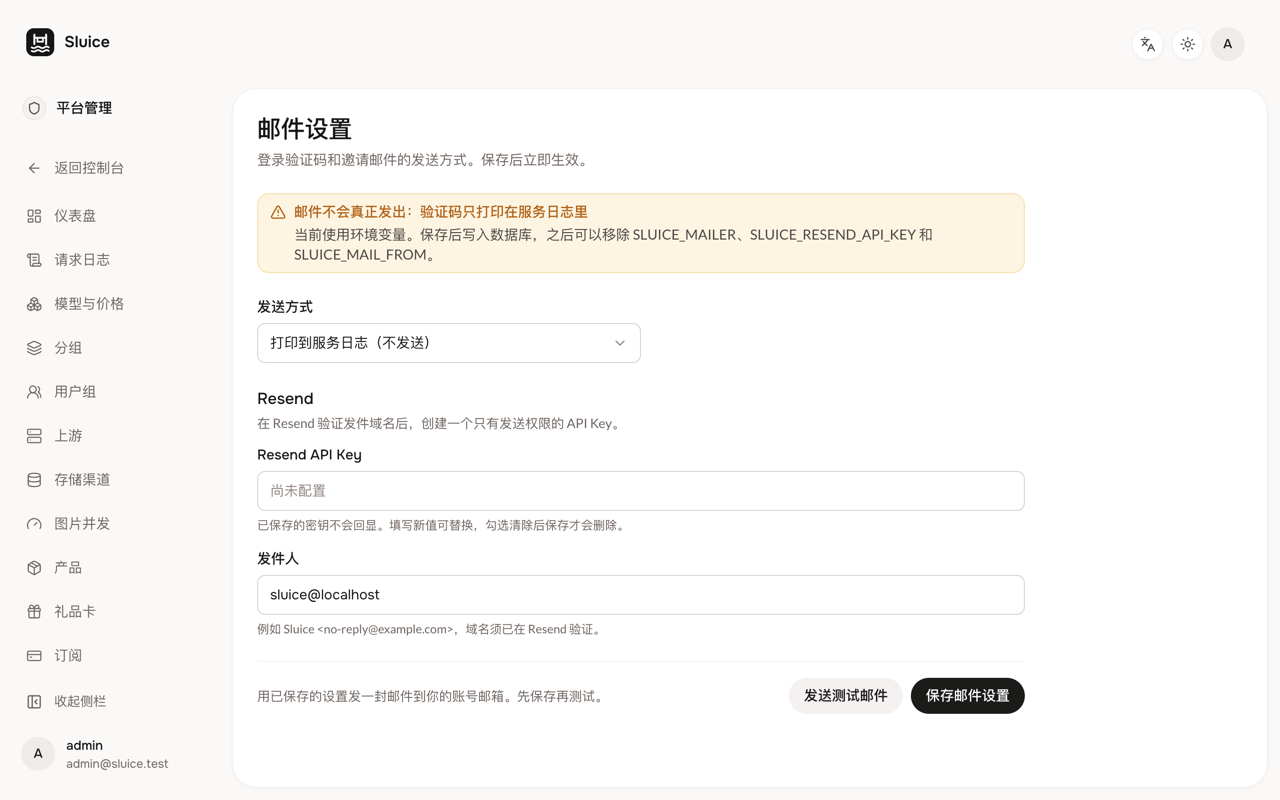 Sluice
A
平台管理
返回控制台
仪表盘
请求日志
模型与价格
分组
用户组
上游
存储渠道
图片并发
产品
礼品卡
订阅
收起侧栏
A
admin
admin@sluice.test
邮件设置
登录验证码和邀请邮件的发送方式。保存后立即生效。
邮件不会真正发出：验证码只打印在服务日志里
当前使用环境变量。保存后写入数据库，之后可以移除 SLUICE_MAILER、SLUICE_RESEND_API_KEY 和
SLUICE_MAIL_FROM。
发送方式
打印到服务日志（不发送）
Resend
在 Resend 验证发件域名后，创建一个只有发送权限的 API Key。
Resend API Key
尚未配置
已保存的密钥不会回显。填写新值可替换，勾选清除后保存才会删除。
发件人
sluice@localhost
例如 Sluice <no-reply@example.com>，域名须已在 Resend 验证。
用已保存的设置发一封邮件到你的账号邮箱。先保存再测试。
发送测试邮件
保存邮件设置